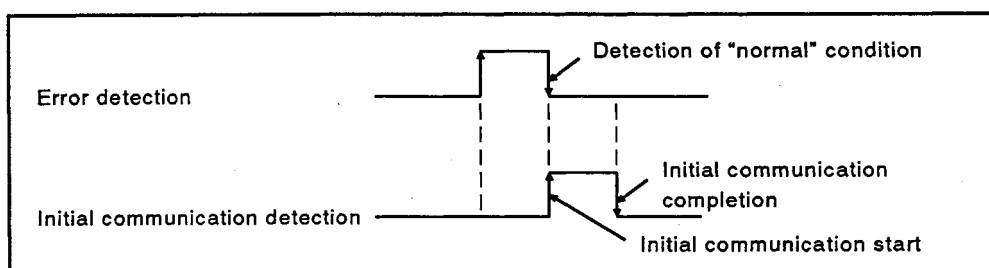 Detection of "normal" condition
Error detection
Initial communication
completion
Initial communication detection
Initial communication start